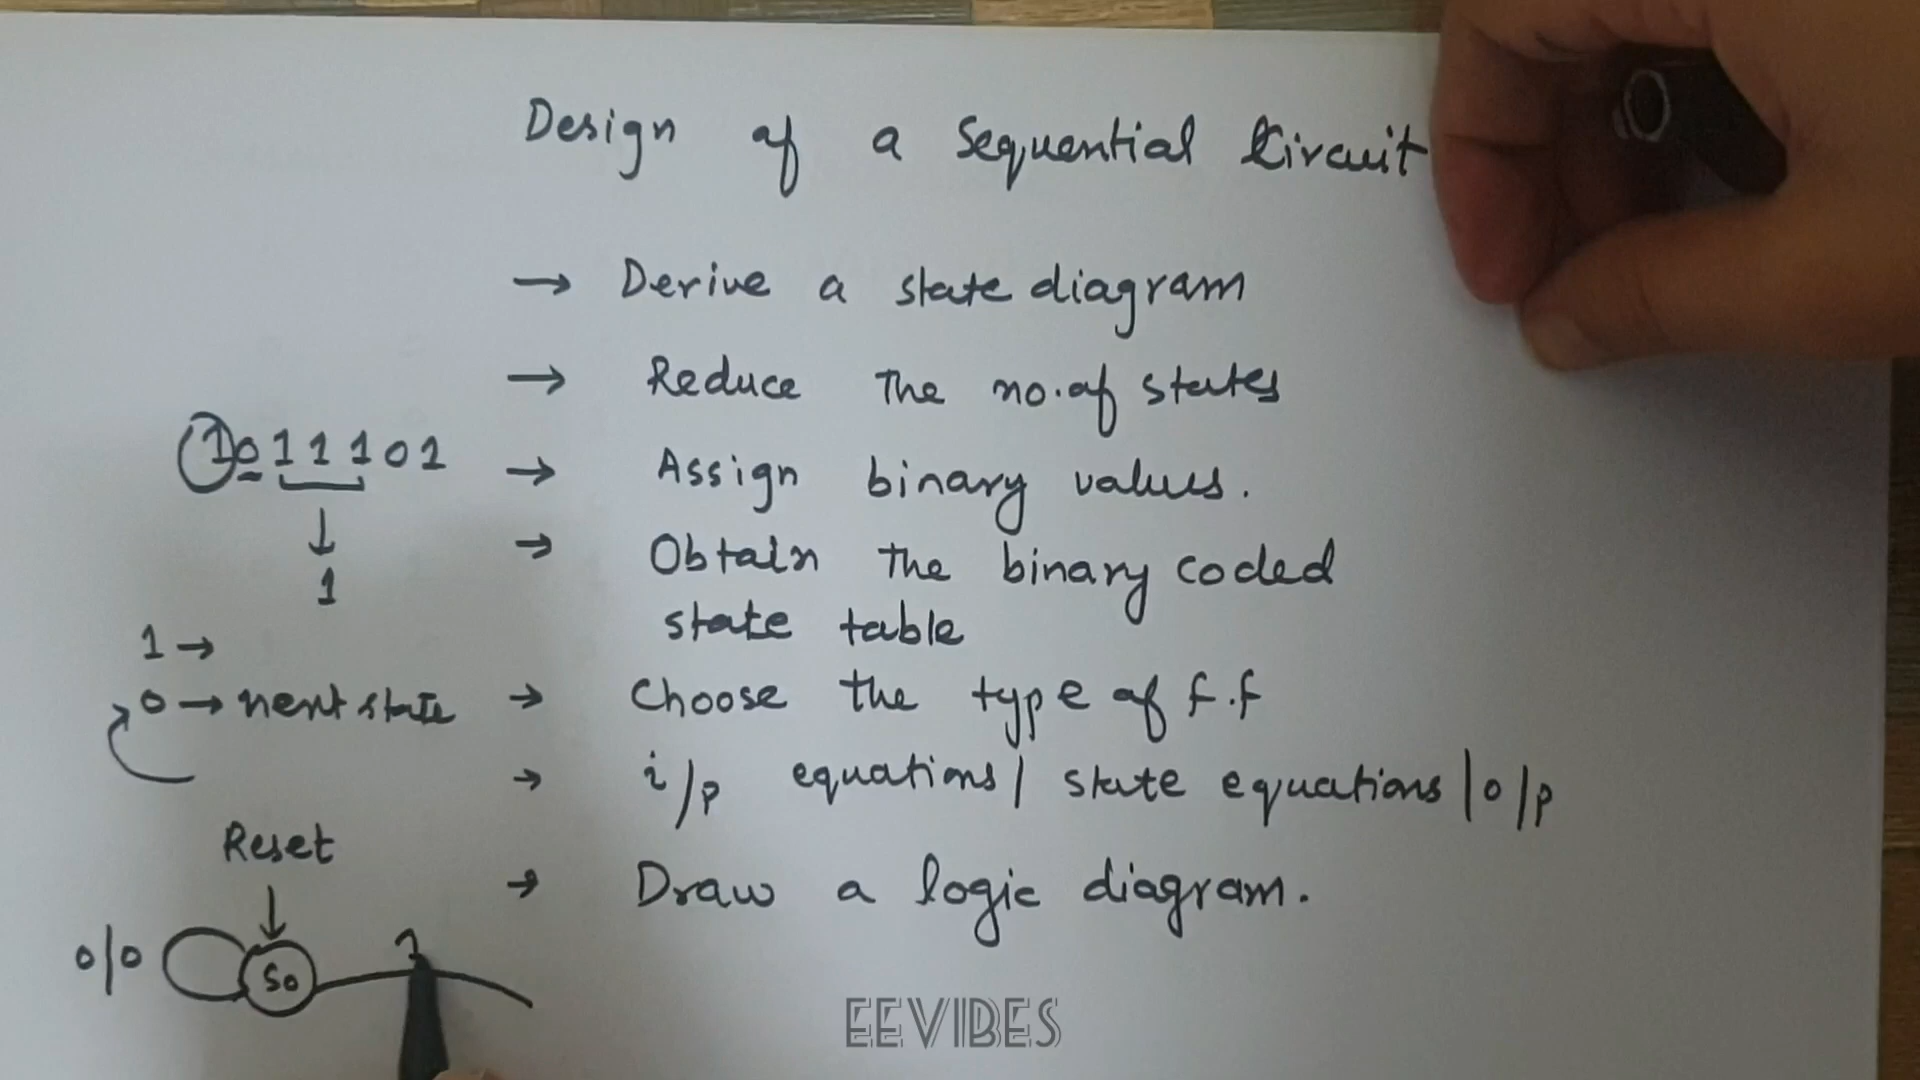 Design of a Sequential Circuit
→ Derive a state diagram
→ Reduce the no. of states
1011101
→ Assign binary values.
→ Obtain the binary coded
state table
1
1 →
0 → next state
→ Choose the type of f.f
→ i/p equations / state equations / o/p
Reset
→ Draw a logic diagram.
0/0
S0
1
EEVIBES